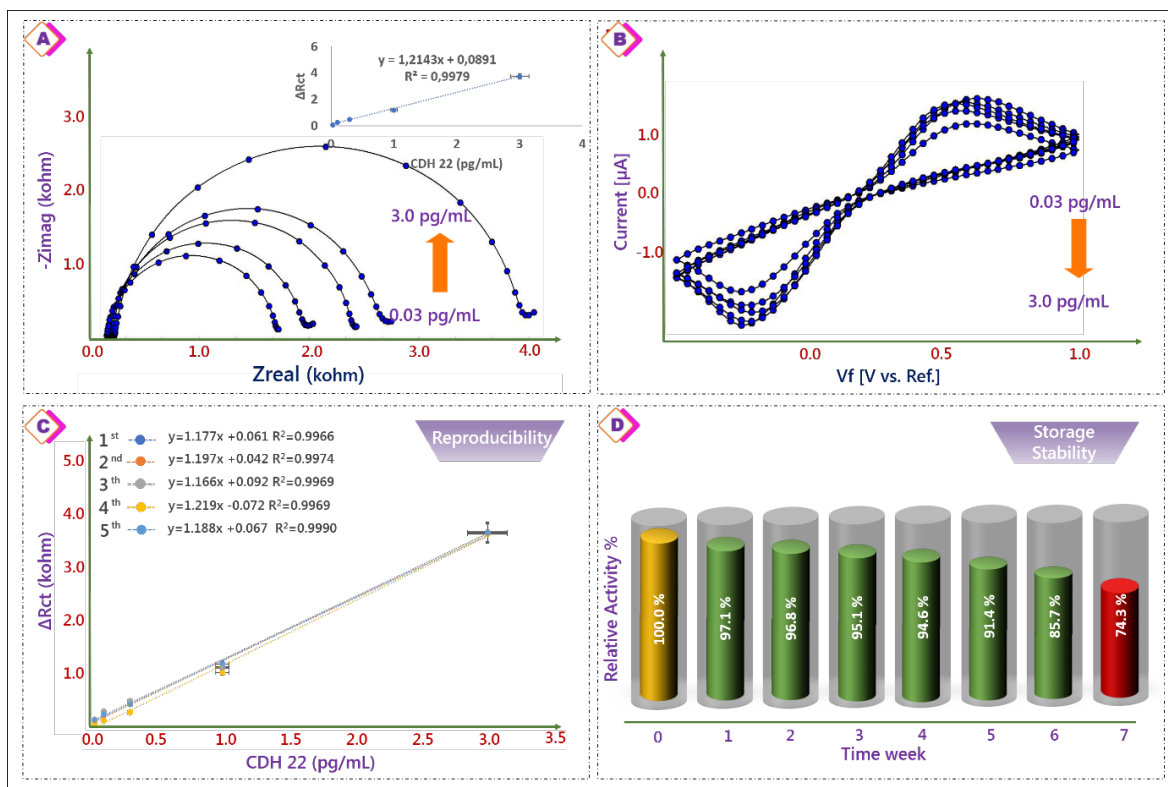 A
6
4
2
0
ΔRct
y = 1,2143x + 0,0891
R² = 0,9979
0 1 2 3 4
CDH 22 (pg/mL)
3.0
2.0
1.0
-Zimag (kohm)
3.0 pg/mL
0.03 pg/mL
0.0 1.0 2.0 3.0 4.0
Zreal (kohm)
B
1.0
0.0
-1.0
Current [µA]
0.03 pg/mL
3.0 pg/mL
0.0 0.5 1.0
Vf [V vs. Ref.]
C
Reproducibility
1st y=1.177x +0.061 R²=0.9966
2nd y=1.197x +0.042 R²=0.9974
3th y=1.166x +0.092 R²=0.9969
4th y=1.219x -0.072 R²=0.9969
5th y=1.188x +0.067 R²=0.9990
5.0
4.0
3.0
2.0
1.0
ΔRct (kohm)
0.0 0.5 1.0 1.5 2.0 2.5 3.0 3.5
CDH 22 (pg/mL)
D
Storage
Stability
Relative Activity %
100.0 % 97.1 % 96.8 % 95.1 % 94.6 % 91.4 % 85.7 % 74.3 %
0 1 2 3 4 5 6 7
Time week